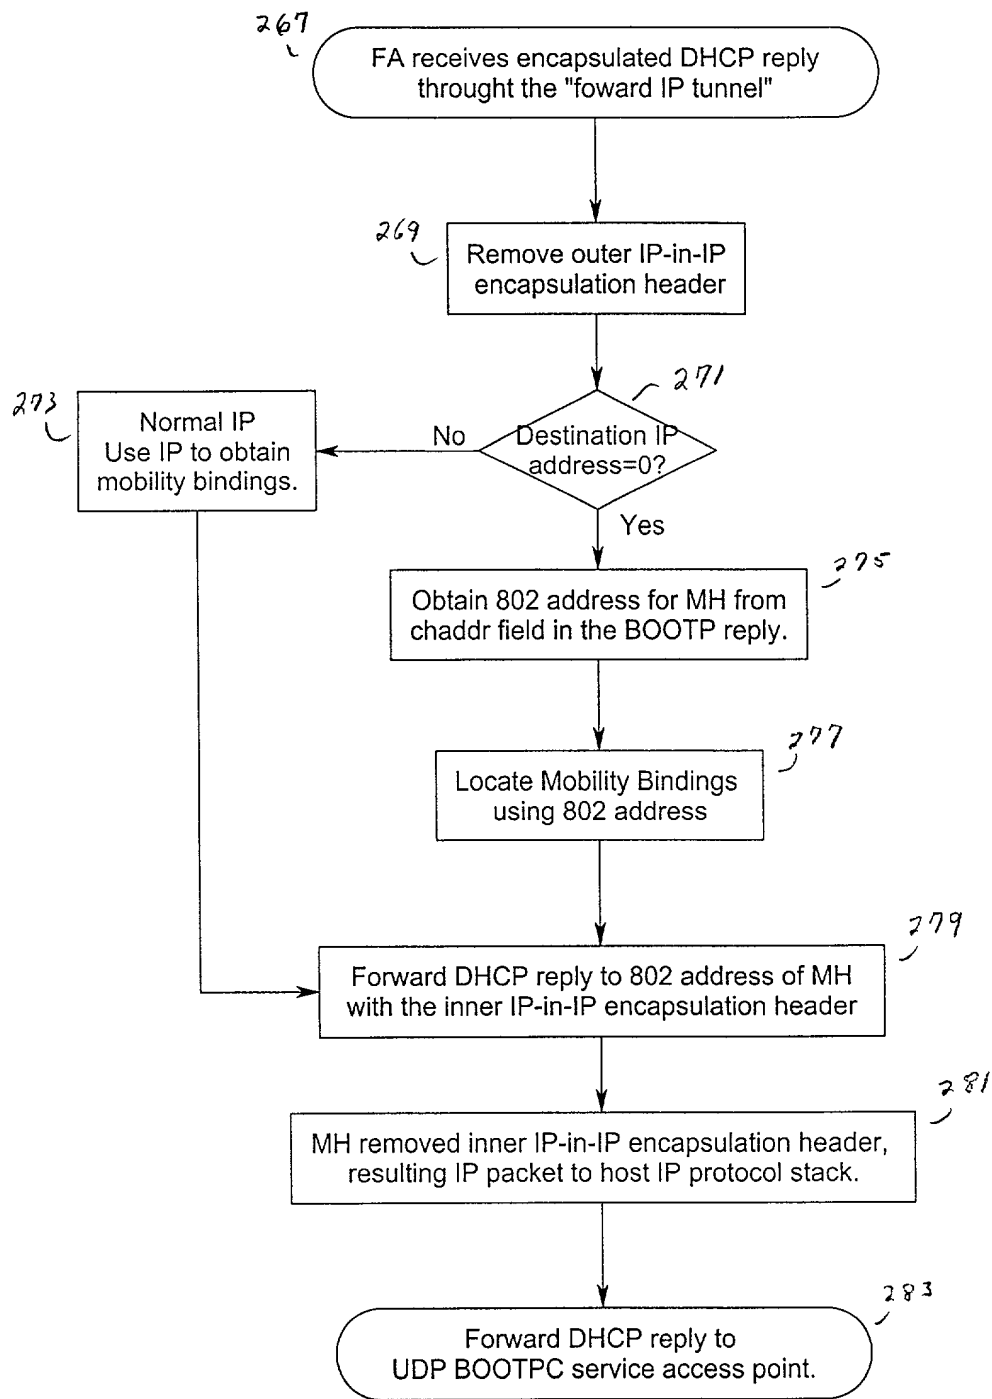 267
FA receives encapsulated DHCP reply
throught the "foward IP tunnel"
269
Remove outer IP-in-IP
encapsulation header
271
Destination IP
address=0?
No
Yes
273
Normal IP
Use IP to obtain
mobility bindings.
275
Obtain 802 address for MH from
chaddr field in the BOOTP reply.
277
Locate Mobility Bindings
using 802 address
279
Forward DHCP reply to 802 address of MH
with the inner IP-in-IP encapsulation header
281
MH removed inner IP-in-IP encapsulation header,
resulting IP packet to host IP protocol stack.
283
Forward DHCP reply to
UDP BOOTPC service access point.